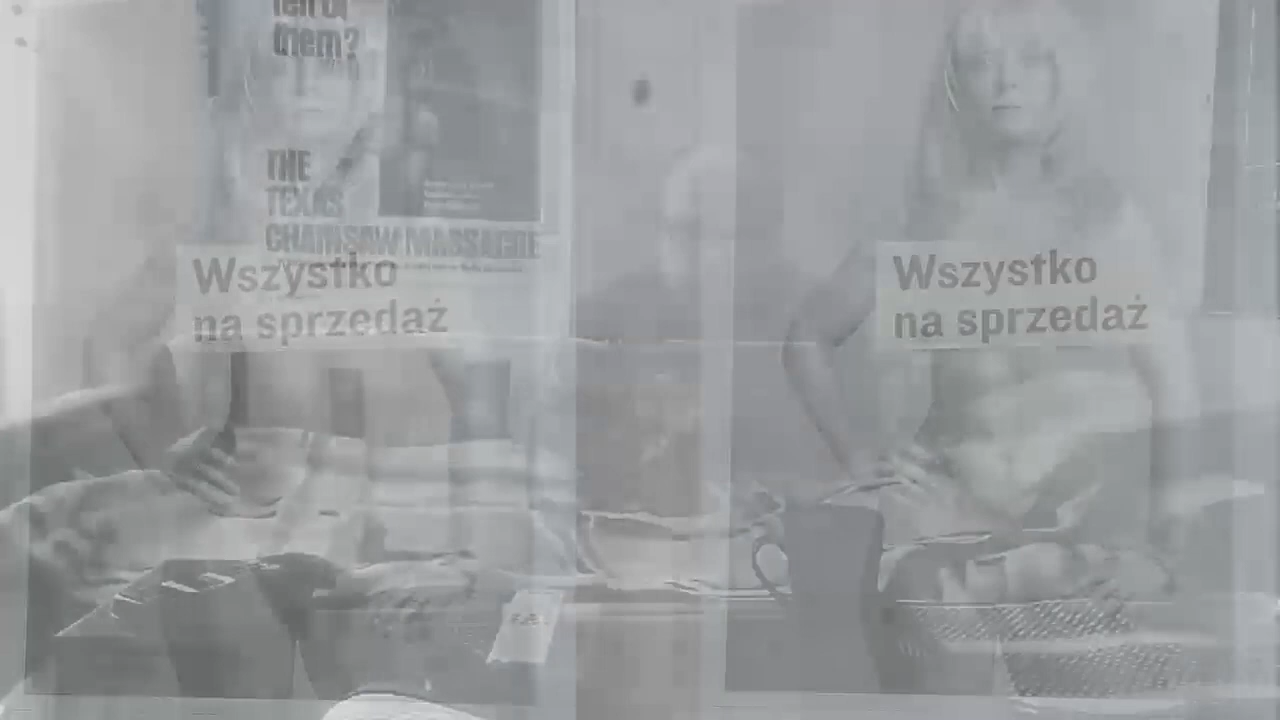 them?
THE
TEXAS
CHAINSAW MASSACRE
Wszystko
na sprzedaż
Wszystko
na sprzedaż